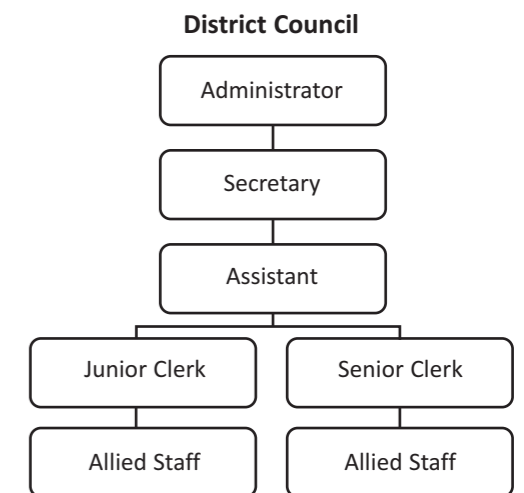 District Council
Administrator
Secretary
Assistant
Junior Clerk
Senior Clerk
Allied Staff
Allied Staff